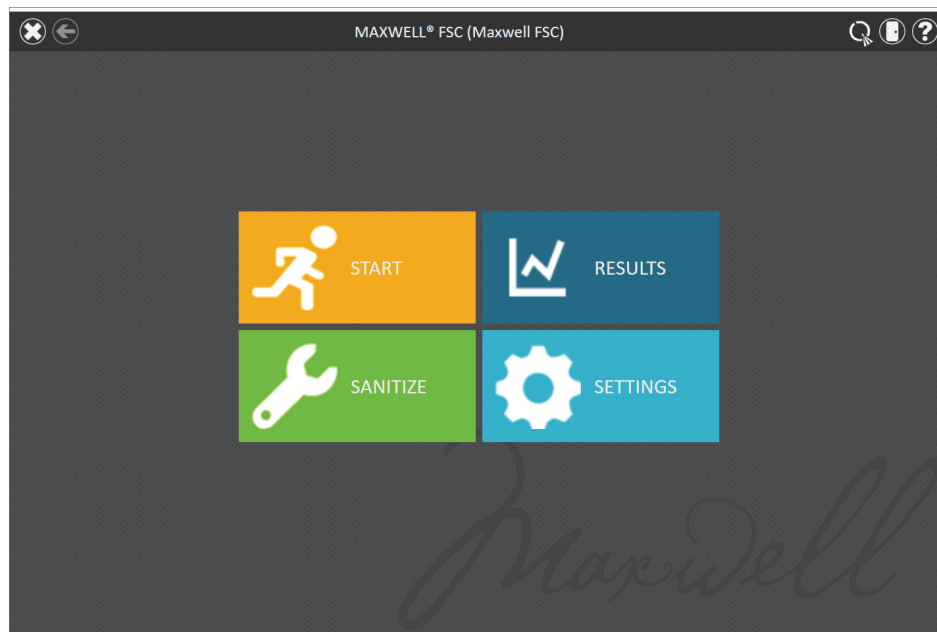 MAXWELL® FSC (Maxwell FSC)
START
RESULTS
SANITIZE
SETTINGS
Maxwell